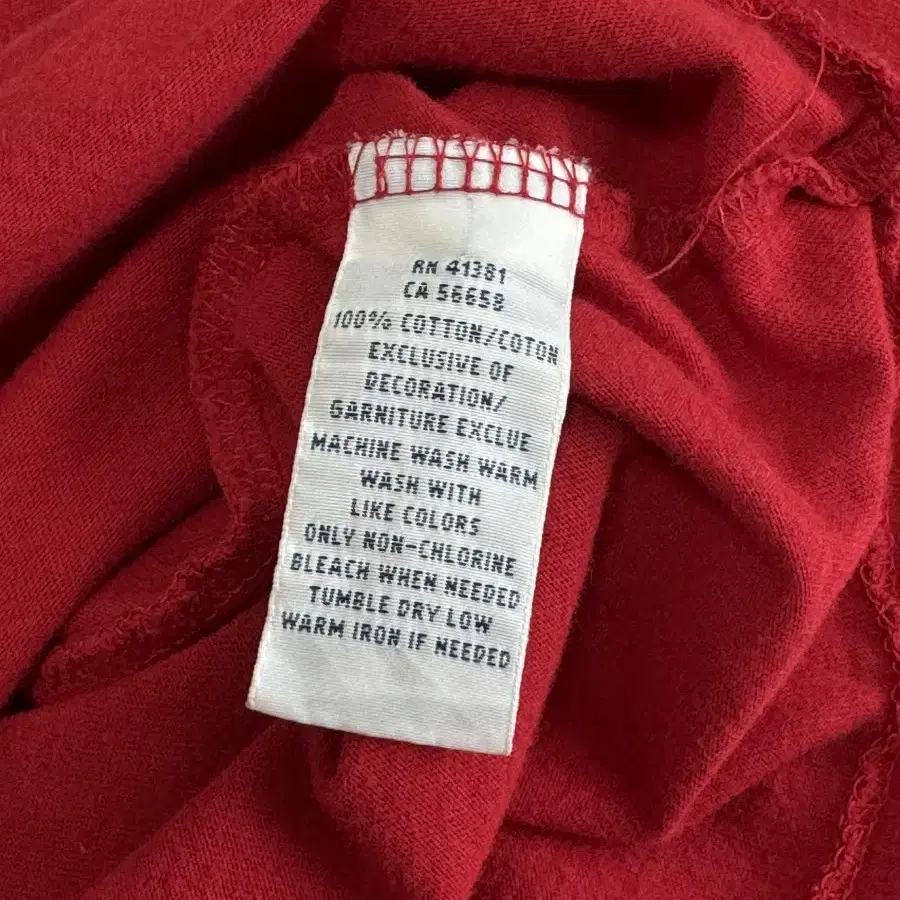 RN 41381
CA 56658
100% COTTON/COTON
EXCLUSIVE OF
DECORATION/
GARNITURE EXCLUE
MACHINE WASH WARM
WASH WITH
LIKE COLORS
ONLY NON-CHLORINE
BLEACH WHEN NEEDED
TUMBLE DRY LOW
WARM IRON IF NEEDED